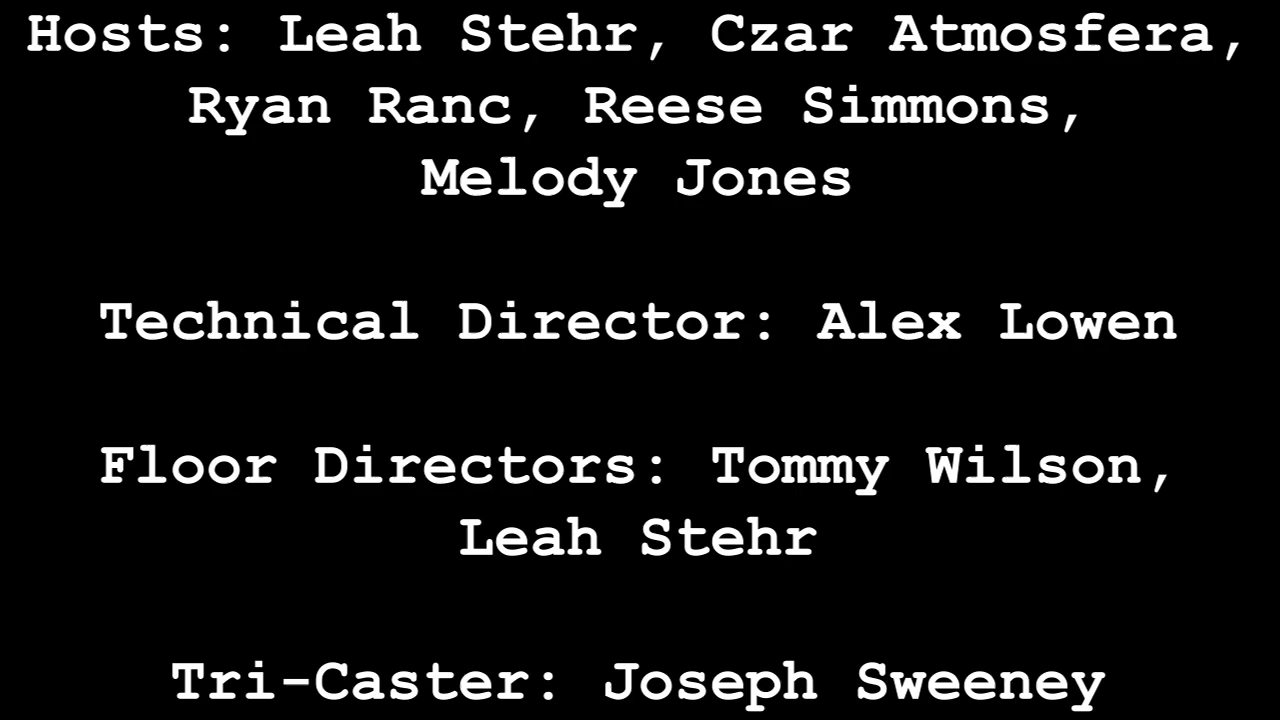 Hosts: Leah Stehr, Czar Atmosfera,
Ryan Ranc, Reese Simmons,
Melody Jones
Technical Director: Alex Lowen
Floor Directors: Tommy Wilson,
Leah Stehr
Tri-Caster: Joseph Sweeney